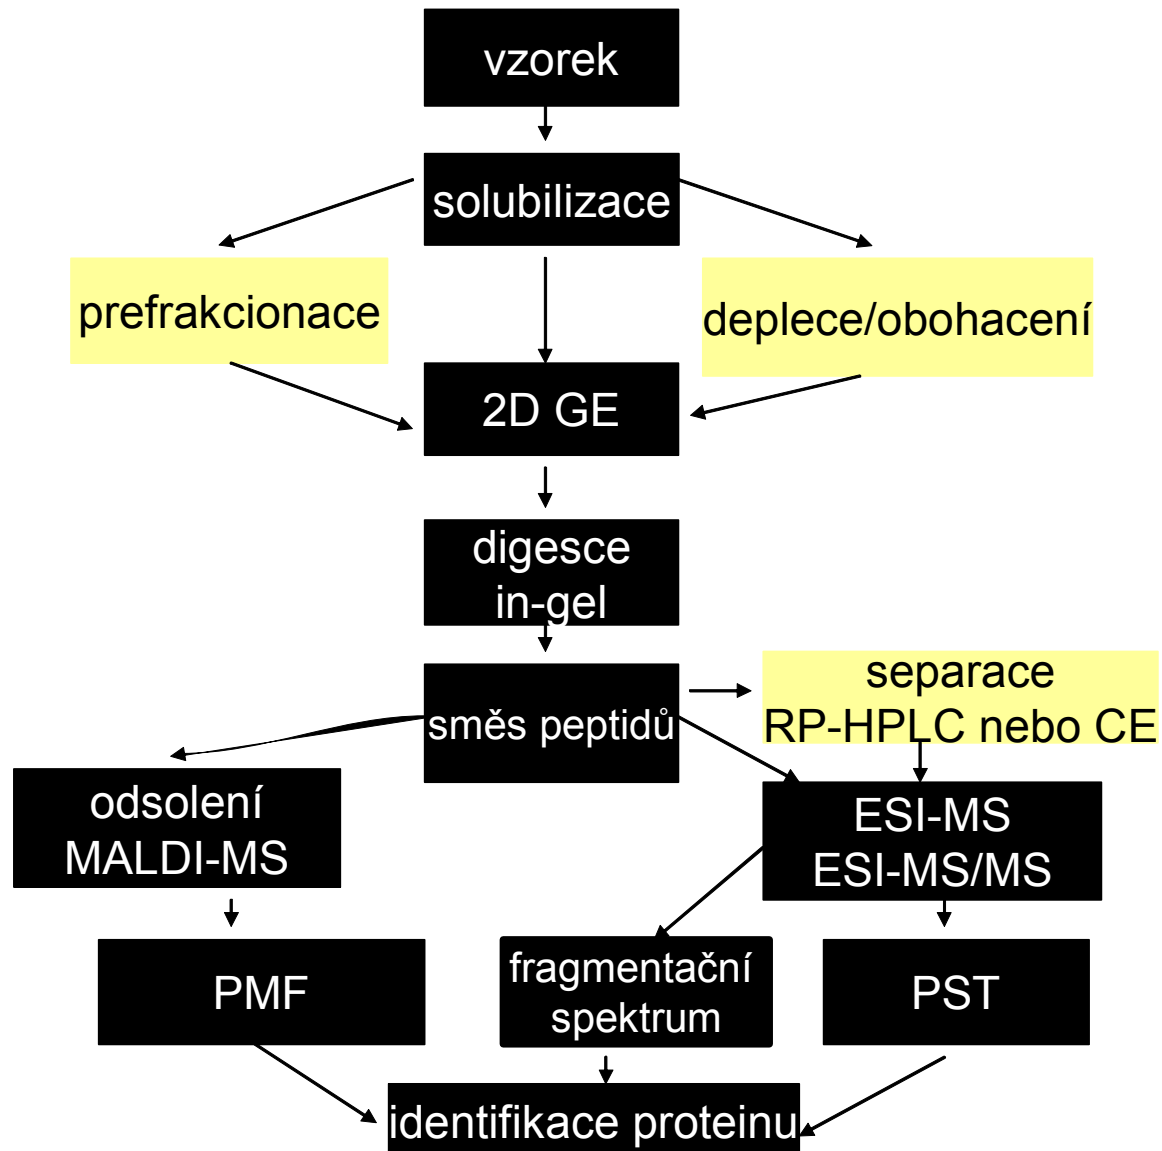 vzorek
solubilizace
prefrakcionace
deplece/obohacení
2D GE
digesce
in-gel
směs peptidů
separace
RP-HPLC nebo CE
odsolení
MALDI-MS
ESI-MS
ESI-MS/MS
PMF
fragmentační
spektrum
PST
identifikace proteinu